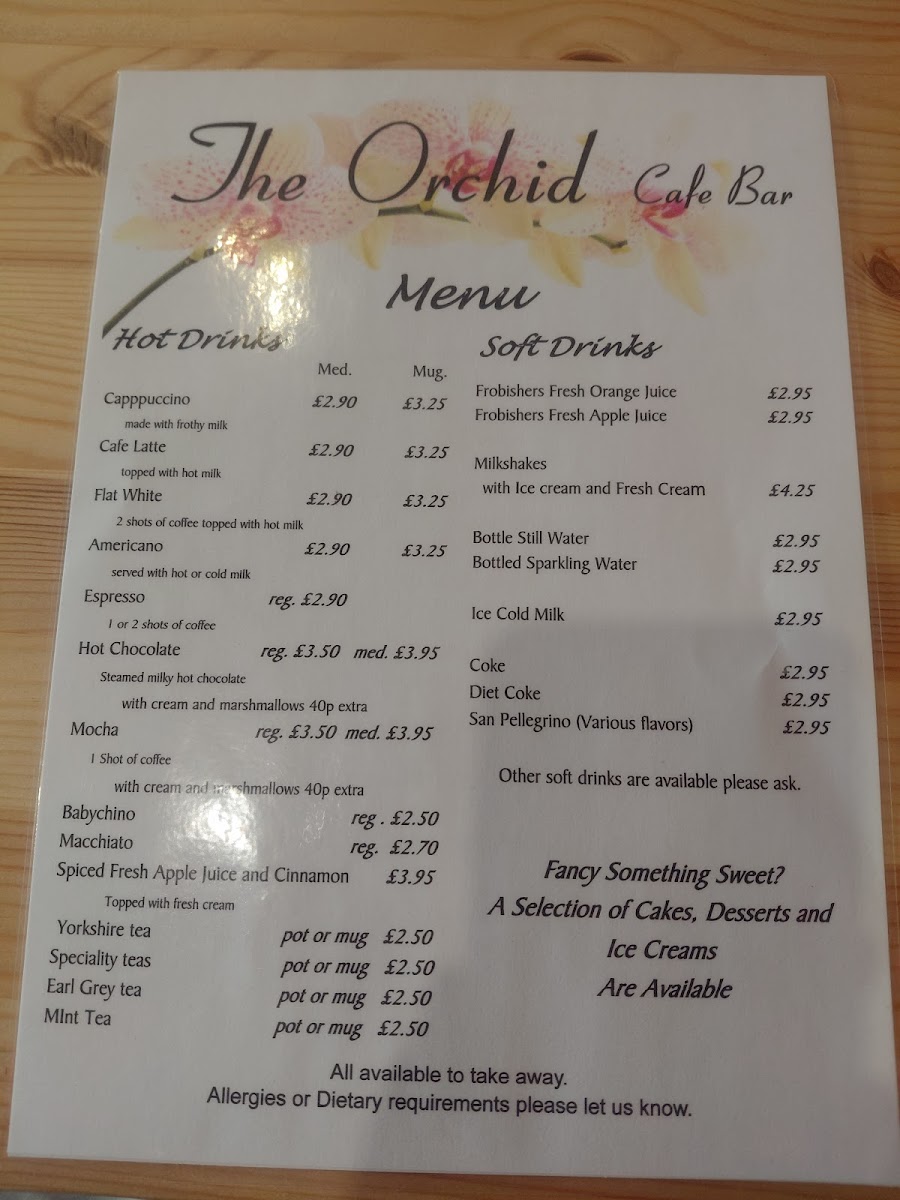 The Orchid Cafe Bar
Menu
Hot Drinks
Med. Mug.
Capppuccino £2.90 £3.25
made with frothy milk
Cafe Latte £2.90 £3.25
topped with hot milk
Flat White £2.90 £3.25
2 shots of coffee topped with hot milk
Americano £2.90 £3.25
served with hot or cold milk
Espresso reg. £2.90
1 or 2 shots of coffee
Hot Chocolate reg. £3.50 med. £3.95
Steamed milky hot chocolate
with cream and marshmallows 40p extra
Mocha reg. £3.50 med. £3.95
1 Shot of coffee
with cream and marshmallows 40p extra
Babychino reg . £2.50
Macchiato reg. £2.70
Spiced Fresh Apple Juice and Cinnamon £3.95
Topped with fresh cream
Yorkshire tea pot or mug £2.50
Speciality teas pot or mug £2.50
Earl Grey tea pot or mug £2.50
MInt Tea pot or mug £2.50
Soft Drinks
Frobishers Fresh Orange Juice £2.95
Frobishers Fresh Apple Juice £2.95
Milkshakes
with Ice cream and Fresh Cream £4.25
Bottle Still Water £2.95
Bottled Sparkling Water £2.95
Ice Cold Milk £2.95
Coke £2.95
Diet Coke £2.95
San Pellegrino (Various flavors) £2.95
Other soft drinks are available please ask.
Fancy Something Sweet?
A Selection of Cakes, Desserts and
Ice Creams
Are Available
All available to take away.
Allergies or Dietary requirements please let us know.